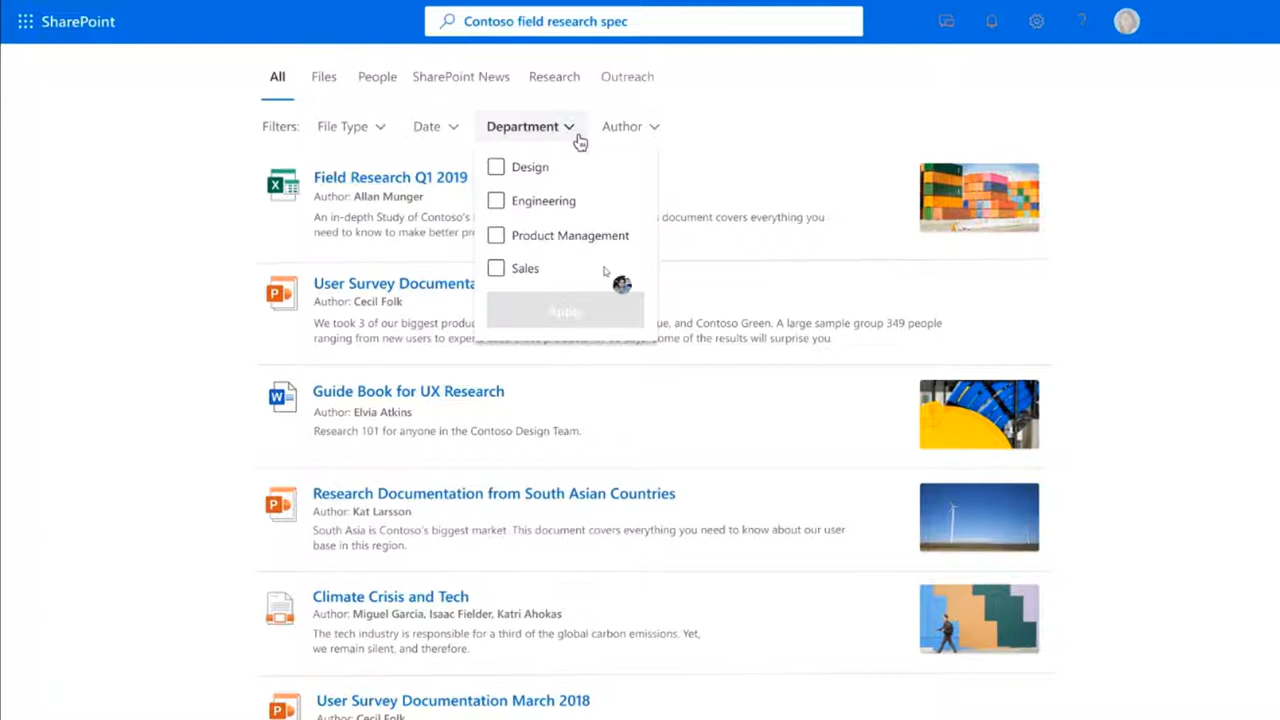 SharePoint
Contoso field research spec
?
All Files People SharePoint News Research Outreach
Filters: File Type Date Department Author
Design
Engineering
Product Management
Sales
Apply
X
Field Research Q1 2019
Author: Allan Munger
An in-depth Study of Contoso's document covers everything you
need to know to make better
P
User Survey Documenta
Author: Cecil Folk
We took 3 of our biggest produ ue, and Contoso Green. A large sample group 349 people
ranging from new users to exper ome of the results will surprise you.
W
Guide Book for UX Research
Author: Elvia Atkins
Research 101 for anyone in the Contoso Design Team.
P
Research Documentation from South Asian Countries
Author: Kat Larsson
South Asia is Contoso's biggest market. This document covers everything you need to know about our user
base in this region.
Climate Crisis and Tech
Author: Miguel Garcia, Isaac Fielder, Katri Ahokas
The tech industry is responsible for a third of the global carbon emissions. Yet,
we remain silent, and therefore.
P
User Survey Documentation March 2018
Author: Cecil Folk